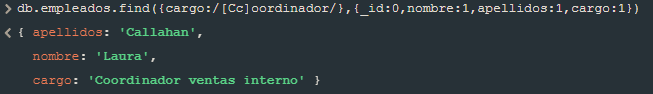 > db.empleados.find({cargo:/[Cc]oordinador/},{_id:0,nombre:1,apellidos:1,cargo:1})
< { apellidos: 'Callahan',
nombre: 'Laura',
cargo: 'Coordinador ventas interno' }